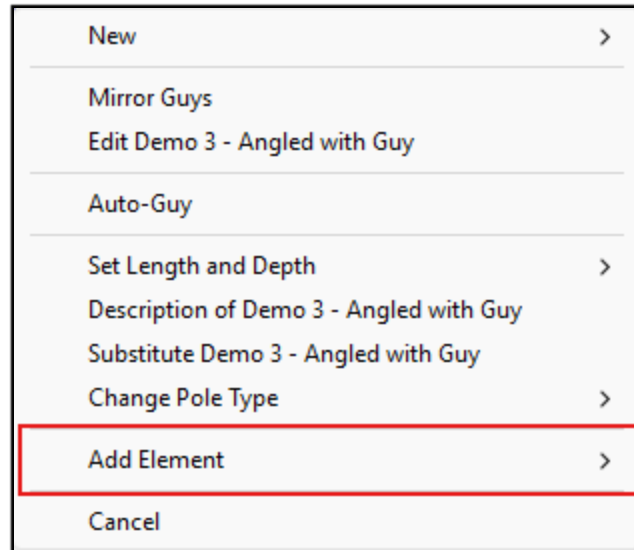 New
Mirror Guys
Edit Demo 3 - Angled with Guy
Auto-Guy
Set Length and Depth
Description of Demo 3 - Angled with Guy
Substitute Demo 3 - Angled with Guy
Change Pole Type
Add Element
Cancel